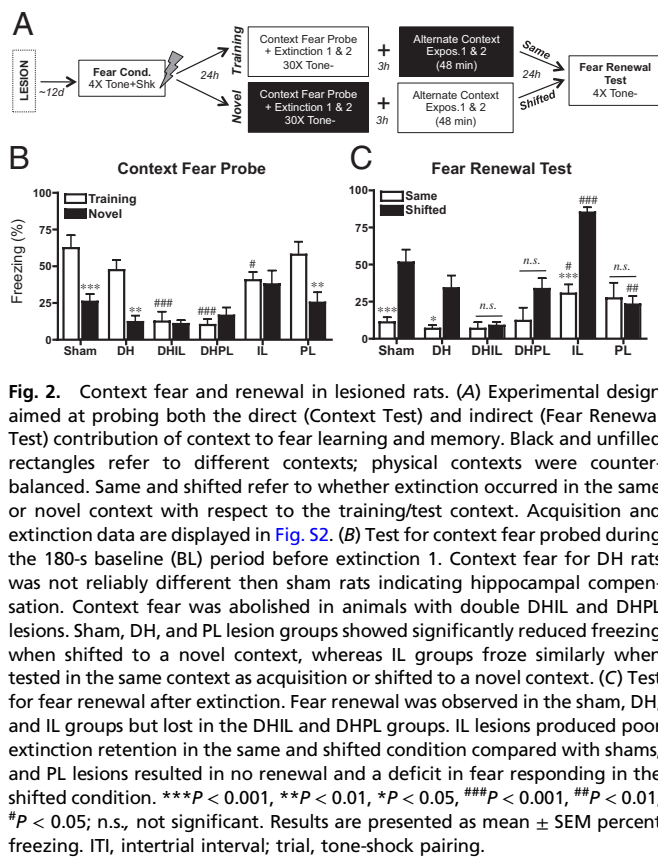 A
LESION
~12d
Fear Cond.
4X Tone+Shk
24h
Training
Novel
Context Fear Probe
+ Extinction 1 & 2
30X Tone-
+
3h
Alternate Context
Expos.1 & 2
(48 min)
Context Fear Probe
+ Extinction 1 & 2
30X Tone-
+
3h
Alternate Context
Expos.1 & 2
(48 min)
Same
24h
Shifted
Fear Renewal
Test
4X Tone-
B
Context Fear Probe
Training
Novel
Freezing (%)
100
75
50
25
0
***
**
###
###
#
**
Sham DH DHIL DHPL IL PL
C
Fear Renewal Test
Same
Shifted
100
75
50
25
0
***
*
n.s.
n.s.
#
***
###
n.s.
##
Sham DH DHIL DHPL IL PL
Fig. 2. Context fear and renewal in lesioned rats. (A) Experimental design
aimed at probing both the direct (Context Test) and indirect (Fear Renewa
Test) contribution of context to fear learning and memory. Black and unfilled
rectangles refer to different contexts; physical contexts were counter-
balanced. Same and shifted refer to whether extinction occurred in the same
or novel context with respect to the training/test context. Acquisition and
extinction data are displayed in Fig. S2. (B) Test for context fear probed during
the 180-s baseline (BL) period before extinction 1. Context fear for DH rats
was not reliably different then sham rats indicating hippocampal compen-
sation. Context fear was abolished in animals with double DHIL and DHPL
lesions. Sham, DH, and PL lesion groups showed significantly reduced freezing
when shifted to a novel context, whereas IL groups froze similarly when
tested in the same context as acquisition or shifted to a novel context. (C) Test
for fear renewal after extinction. Fear renewal was observed in the sham, DH,
and IL groups but lost in the DHIL and DHPL groups. IL lesions produced poor
extinction retention in the same and shifted condition compared with shams,
and PL lesions resulted in no renewal and a deficit in fear responding in the
shifted condition. ***P < 0.001, **P < 0.01, *P < 0.05, ###P < 0.001, ##P < 0.01,
#P < 0.05; n.s., not significant. Results are presented as mean ± SEM percent
freezing. ITI, intertrial interval; trial, tone-shock pairing.